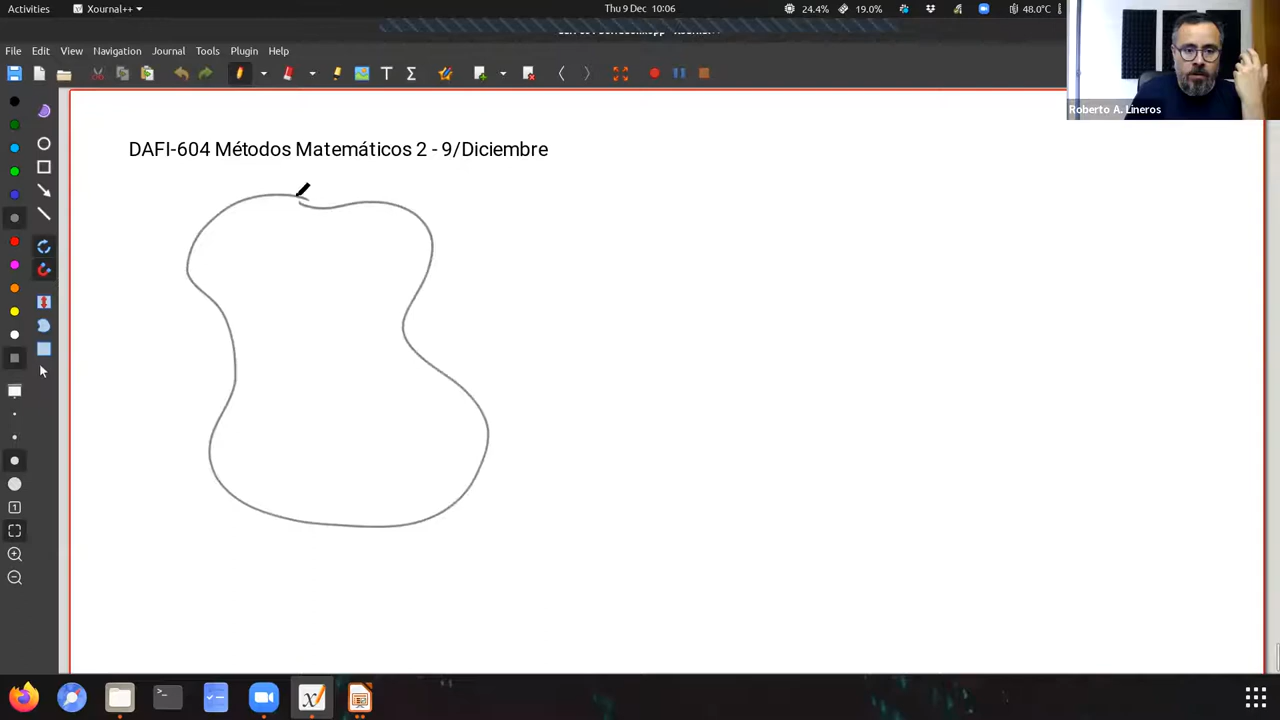 Activities Xournal++ Thu 9 Dec 10:06 24.4% 19.0% 48.0°C
File Edit View Navigation Journal Tools Plugin Help
Roberto A. Lineros
DAFI-604 Métodos Matemáticos 2 - 9/Diciembre